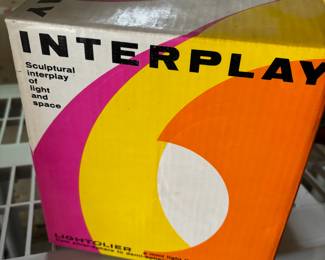 INTERPLAY
Sculptural
interplay
of
light
and
space
LIGHTOLIER